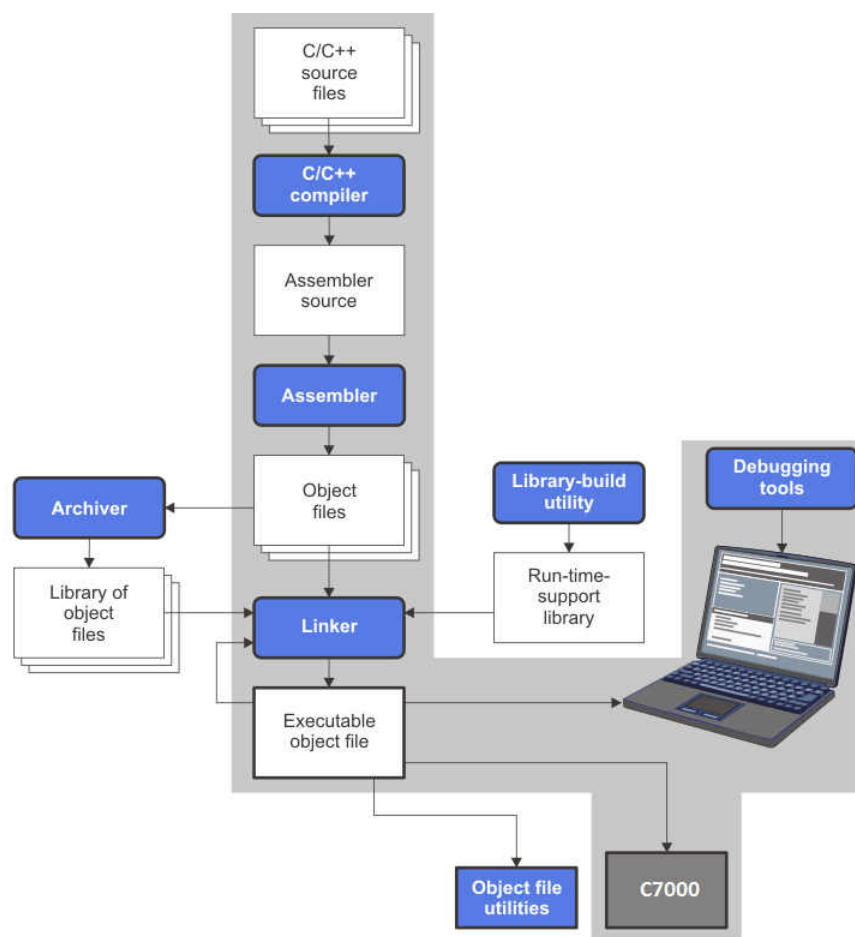 C/C++
source
files
C/C++
compiler
Assembler
source
Assembler
Archiver
Object
files
Library-build
utility
Debugging
tools
Library of
object
files
Linker
Run-time-
support
library
Executable
object file
Object file
utilities
C7000